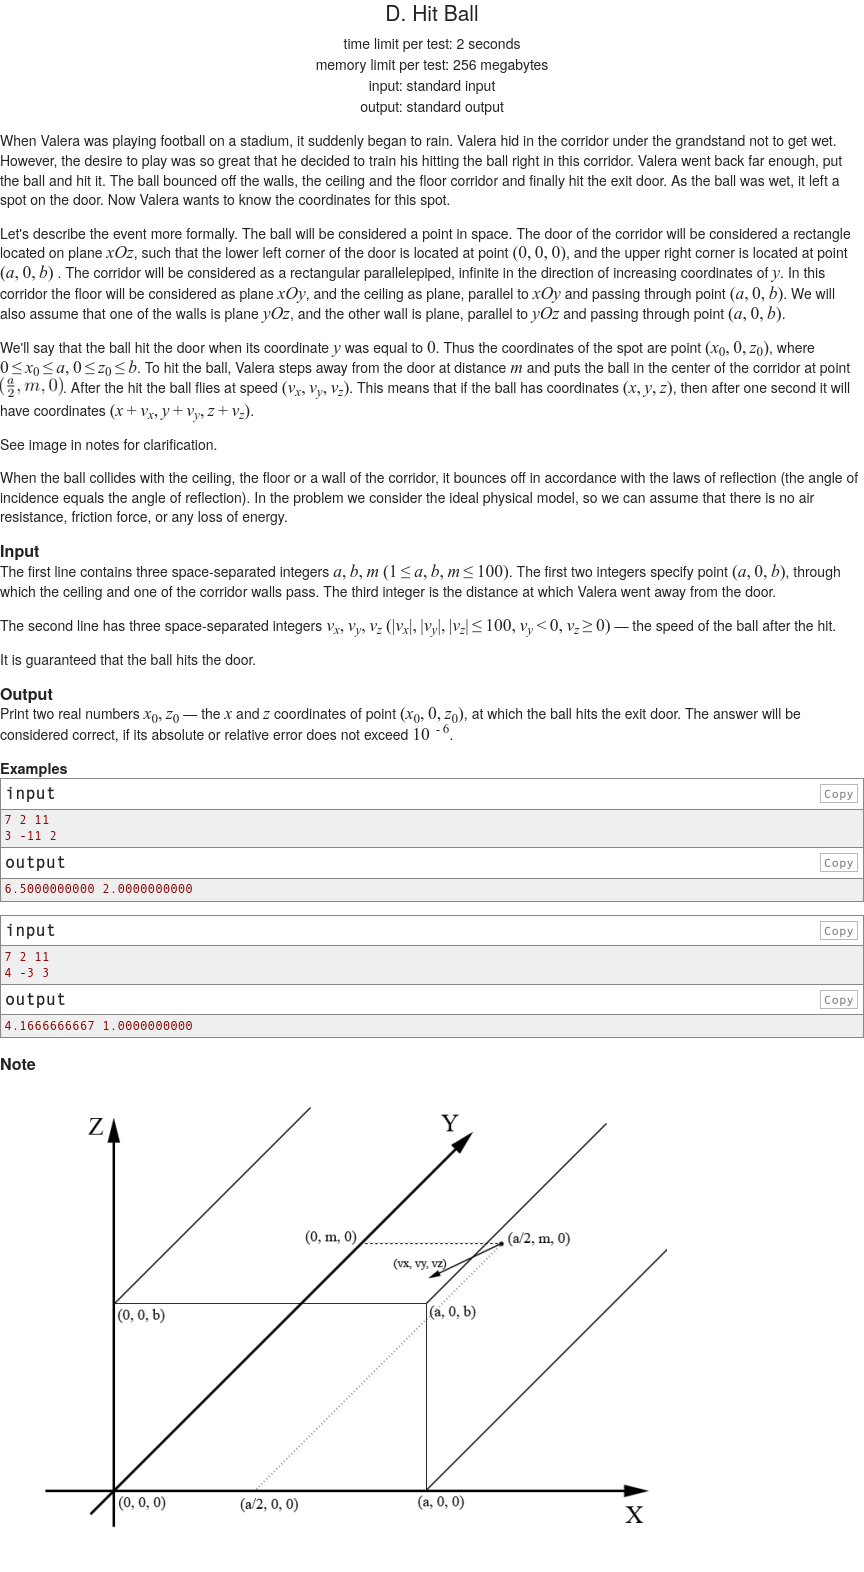 D. Hit Ball
time limit per test: 2 seconds
memory limit per test: 256 megabytes
input: standard input
output: standard output
When Valera was playing football on a stadium, it suddenly began to rain. Valera hid in the corridor under the grandstand not to get wet.
However, the desire to play was so great that he decided to train his hitting the ball right in this corridor. Valera went back far enough, put
the ball and hit it. The ball bounced off the walls, the ceiling and the floor corridor and finally hit the exit door. As the ball was wet, it left a
spot on the door. Now Valera wants to know the coordinates for this spot.
Let's describe the event more formally. The ball will be considered a point in space. The door of the corridor will be considered a rectangle
located on plane xOz, such that the lower left corner of the door is located at point (0, 0, 0), and the upper right corner is located at point
(a, 0, b) . The corridor will be considered as a rectangular parallelepiped, infinite in the direction of increasing coordinates of y. In this
corridor the floor will be considered as plane xOy, and the ceiling as plane, parallel to xOy and passing through point (a, 0, b). We will
also assume that one of the walls is plane yOz, and the other wall is plane, parallel to yOz and passing through point (a, 0, b).
We'll say that the ball hit the door when its coordinate y was equal to 0. Thus the coordinates of the spot are point (x₀, 0, z₀), where
0 ≤ x₀ ≤ a, 0 ≤ z₀ ≤ b. To hit the ball, Valera steps away from the door at distance m and puts the ball in the center of the corridor at point
(a/2, m, 0). After the hit the ball flies at speed (vₓ, vᵧ, v_z). This means that if the ball has coordinates (x, y, z), then after one second it will
have coordinates (x + vₓ, y + vᵧ, z + v_z).
See image in notes for clarification.
When the ball collides with the ceiling, the floor or a wall of the corridor, it bounces off in accordance with the laws of reflection (the angle of
incidence equals the angle of reflection). In the problem we consider the ideal physical model, so we can assume that there is no air
resistance, friction force, or any loss of energy.
Input
The first line contains three space-separated integers a, b, m (1 ≤ a, b, m ≤ 100). The first two integers specify point (a, 0, b), through
which the ceiling and one of the corridor walls pass. The third integer is the distance at which Valera went away from the door.
The second line has three space-separated integers vₓ, vᵧ, v_z (|vₓ|, |vᵧ|, |v_z| ≤ 100, vᵧ < 0, v_z ≥ 0) — the speed of the ball after the hit.
It is guaranteed that the ball hits the door.
Output
Print two real numbers x₀, z₀ — the x and z coordinates of point (x₀, 0, z₀), at which the ball hits the exit door. The answer will be
considered correct, if its absolute or relative error does not exceed 10 ⁻⁶.
Examples
input
Copy
7 2 11
3 -11 2
output
Copy
6.5000000000 2.0000000000
input
Copy
7 2 11
4 -3 3
output
Copy
4.1666666667 1.0000000000
Note
Z
Y
(0, m, 0)
(a/2, m, 0)
(vx, vy, vz)
(0, 0, b)
(a, 0, b)
(0, 0, 0)
(a/2, 0, 0)
(a, 0, 0)
X